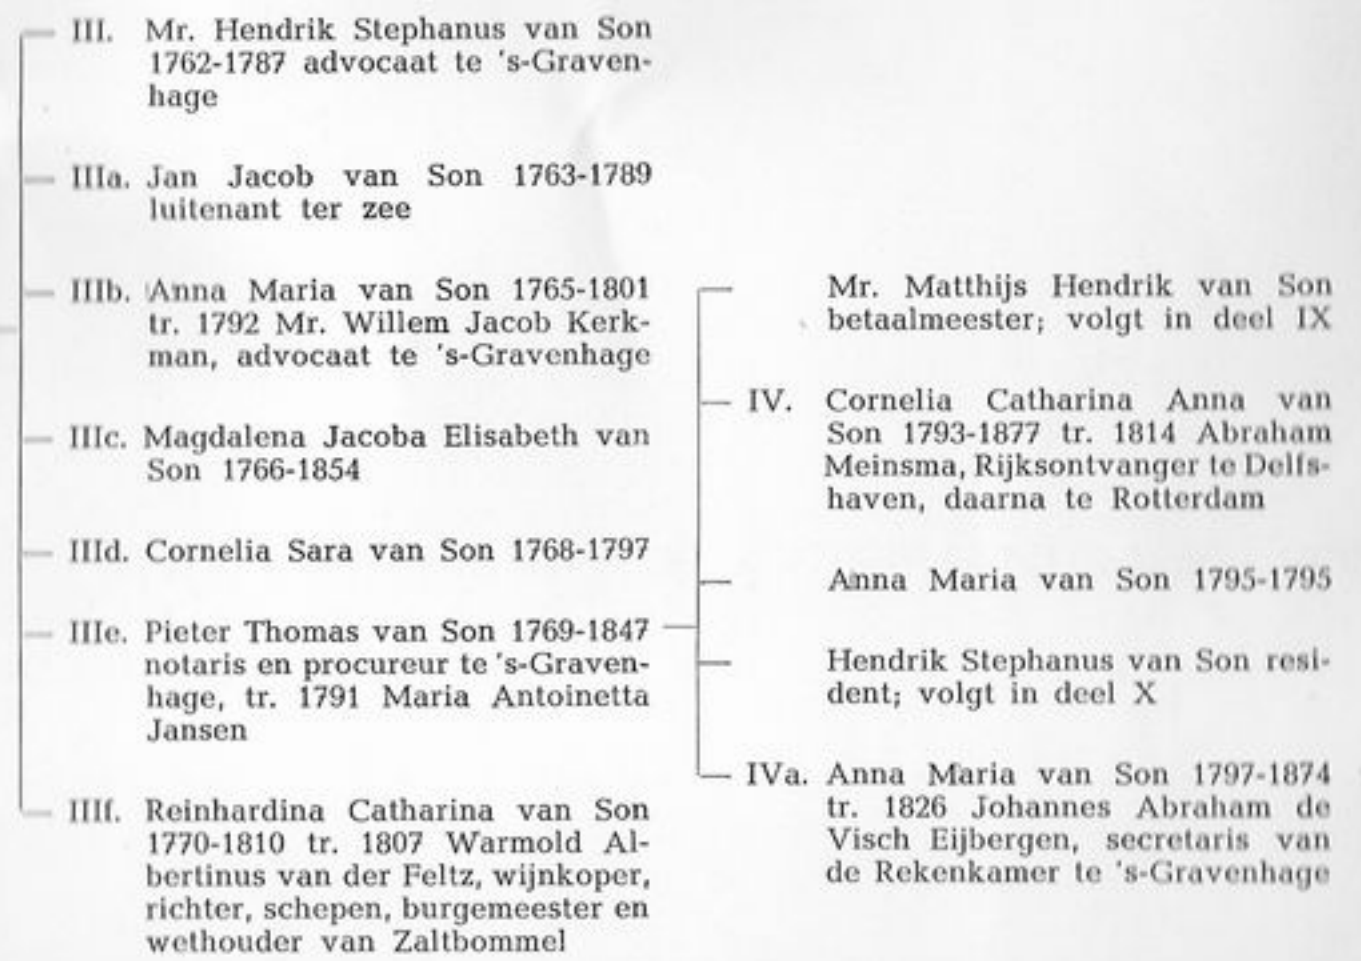 III. Mr. Hendrik Stephanus van Son
1762-1787 advocaat te 's-Graven-
hage
IIIa. Jan Jacob van Son 1763-1789
luitenant ter zee
IIIb. Anna Maria van Son 1765-1801
tr. 1792 Mr. Willem Jacob Kerk-
man, advocaat te 's-Gravenhage
IIIc. Magdalena Jacoba Elisabeth van
Son 1766-1854
IIId. Cornelia Sara van Son 1768-1797
IIIe. Pieter Thomas van Son 1769-1847
notaris en procureur te 's-Graven-
hage, tr. 1791 Maria Antoinetta
Jansen
IIIf. Reinhardina Catharina van Son
1770-1810 tr. 1807 Warmold Al-
bertinus van der Feltz, wijnkoper,
richter, schepen, burgemeester en
wethouder van Zaltbommel
Mr. Matthijs Hendrik van Son
betaalmeester; volgt in deel IX
IV. Cornelia Catharina Anna van
Son 1793-1877 tr. 1814 Abraham
Meinsma, Rijksontvanger te Delfs-
haven, daarna te Rotterdam
Anna Maria van Son 1795-1795
Hendrik Stephanus van Son resi-
dent; volgt in deel X
IVa. Anna Maria van Son 1797-1874
tr. 1826 Johannes Abraham de
Visch Eijbergen, secretaris van
de Rekenkamer te 's-Gravenhage